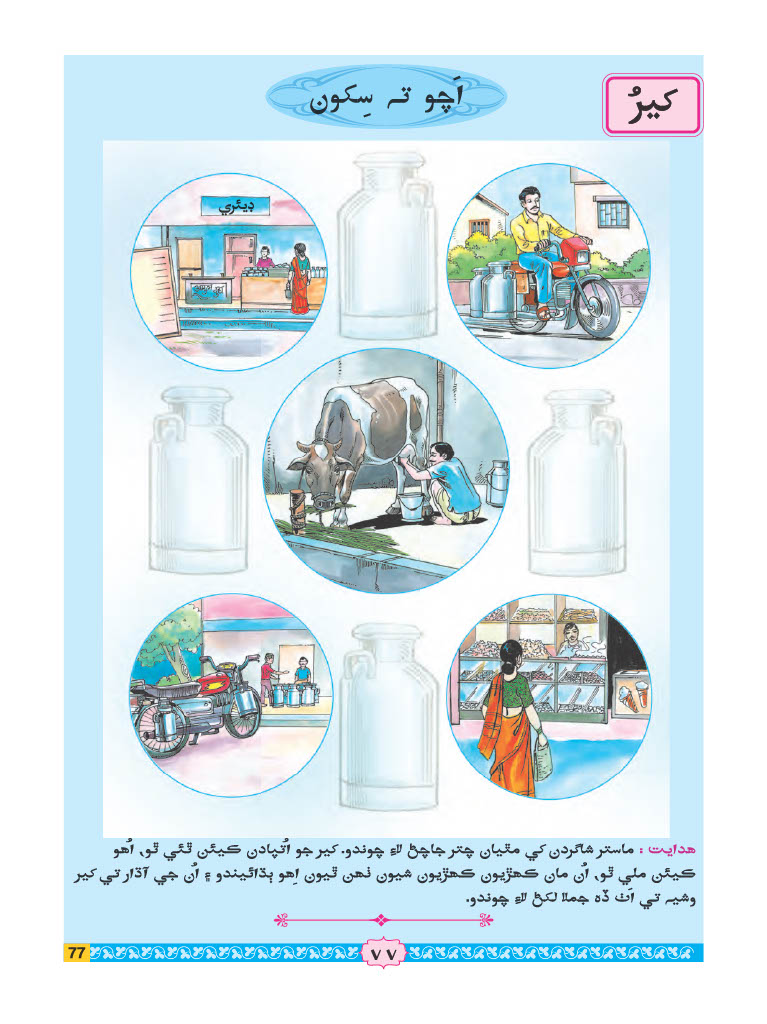 اَچو تہ سِکون
کيرُ
ڊيئري
هدايت : ماستر شاگردن کي مٿيان چتر جاچڻ لاءِ چوندو. کير جو اُتپادن ڪيئن ٿئي ٿو، اُهو
ڪيئن ملي ٿو، اُن مان ڪهڙيون ڪهڙيون شيون ٺهن ٿيون اِهو ٻڌائيندو ۽ اُن جي آڌار تي کير
وشيہ تي اَٺ ڏہ جملا لکڻ لاءِ چوندو.
77
٧٧